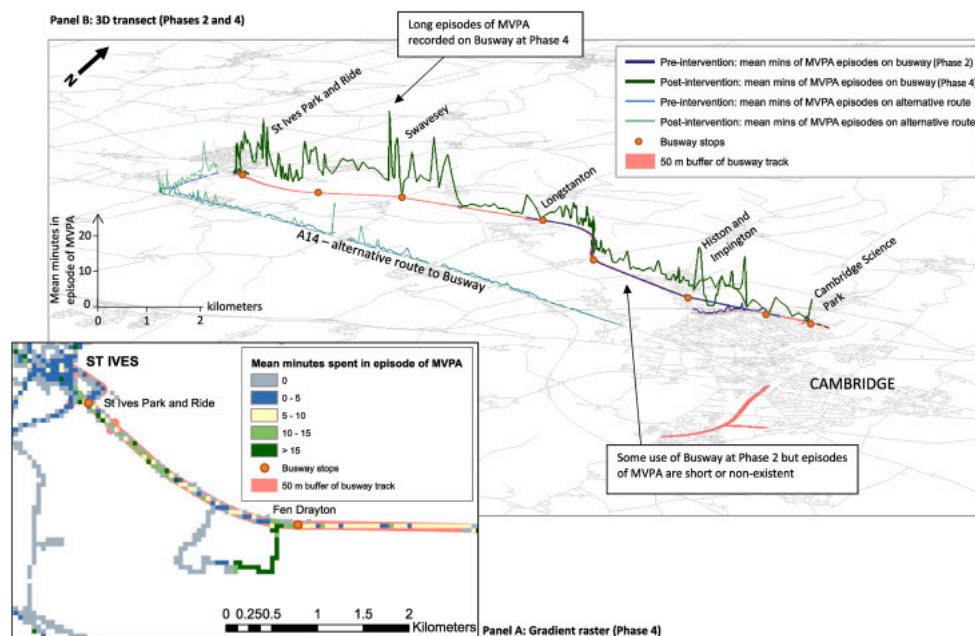 Panel B: 3D transect (Phases 2 and 4)
Long episodes of MVPA
recorded on Busway at Phase 4
N
Pre-intervention: mean mins of MVPA episodes on busway (Phase 2)
Post-intervention: mean mins of MVPA episodes on busway (Phase 4)
Pre-intervention: mean mins of MVPA episodes on alternative route
Post-intervention: mean mins of MVPA episodes on alternative route
Busway stops
50 m buffer of busway track
St Ives Park and Ride
Swavesey
Longstanton
Histon and
Impington
Cambridge Science
Park
Mean minutes in
episode of MVPA
20
10
0
kilometers
0 1 2
A14 – alternative route to Busway
CAMBRIDGE
Some use of Busway at Phase 2 but episodes
of MVPA are short or non-existent
ST IVES
St Ives Park and Ride
Fen Drayton
Mean minutes spent in episode of MVPA
0
0 - 5
5 - 10
10 - 15
> 15
Busway stops
50 m buffer of busway track
0 0.250.5 1 1.5 2
Kilometers
Panel A: Gradient raster (Phase 4)